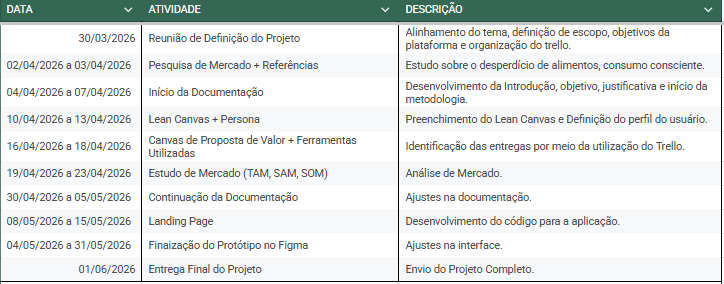 DATA ATIVIDADE DESCRIÇÃO
30/03/2026 Reunião de Definição do Projeto Alinhamento do tema, definição de escopo, objetivos da
plataforma e organização do trello.
02/04/2026 a 03/04/2026 Pesquisa de Mercado + Referências Estudo sobre o desperdício de alimentos, consumo consciente.
04/04/2026 a 07/04/2026 Início da Documentação Desenvolvimento da Introdução, objetivo, justificativa e início da
metodologia.
10/04/2026 a 13/04/2026 Lean Canvas + Persona Preenchimento do Lean Canvas e Definição do perfil do usuário.
16/04/2026 a 18/04/2026 Canvas de Proposta de Valor + Ferramentas
Utilizadas Identificação das entregas por meio da utilização do Trello.
19/04/2026 a 23/04/2026 Estudo de Mercado (TAM, SAM, SOM) Análise de Mercado.
30/04/2026 a 05/05/2026 Continuação da Documentação Ajustes na documentação.
08/05/2026 a 15/05/2026 Landing Page Desenvolvimento do código para a aplicação.
04/05/2026 a 31/05/2026 Finaização do Protótipo no Figma Ajustes na interface.
01/06/2026 Entrega Final do Projeto Envio do Projeto Completo.